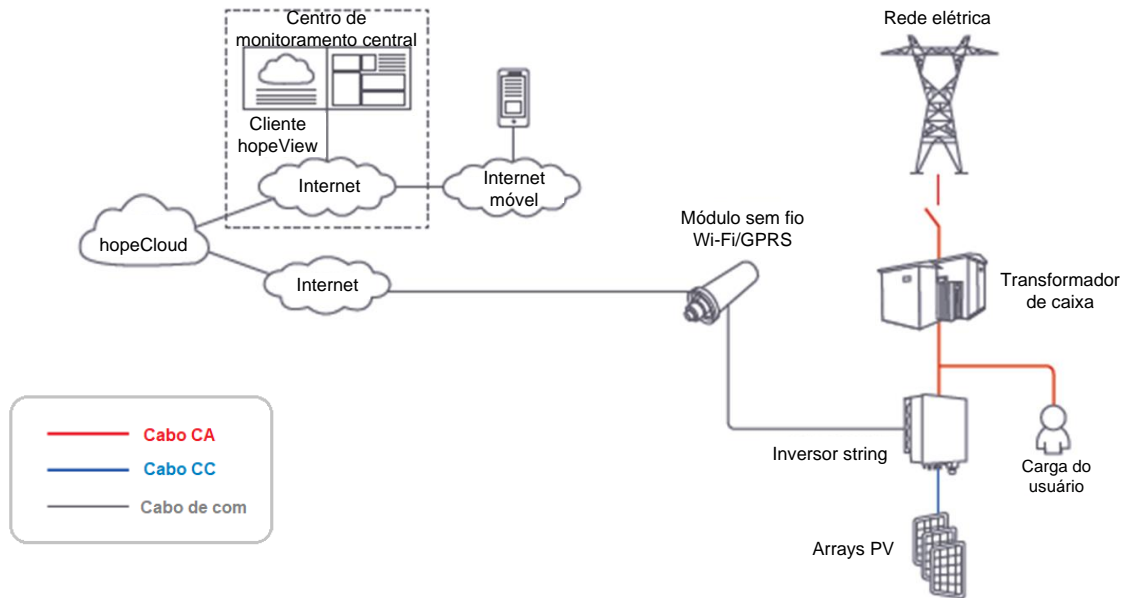 Centro de
monitoramento central
Rede elétrica
Cliente
hopeView
Internet
Internet
móvel
hopeCloud
Internet
Módulo sem fio
Wi-Fi/GPRS
Transformador
de caixa
Cabo CA
Cabo CC
Cabo de com
Inversor string
Carga do
usuário
Arrays PV